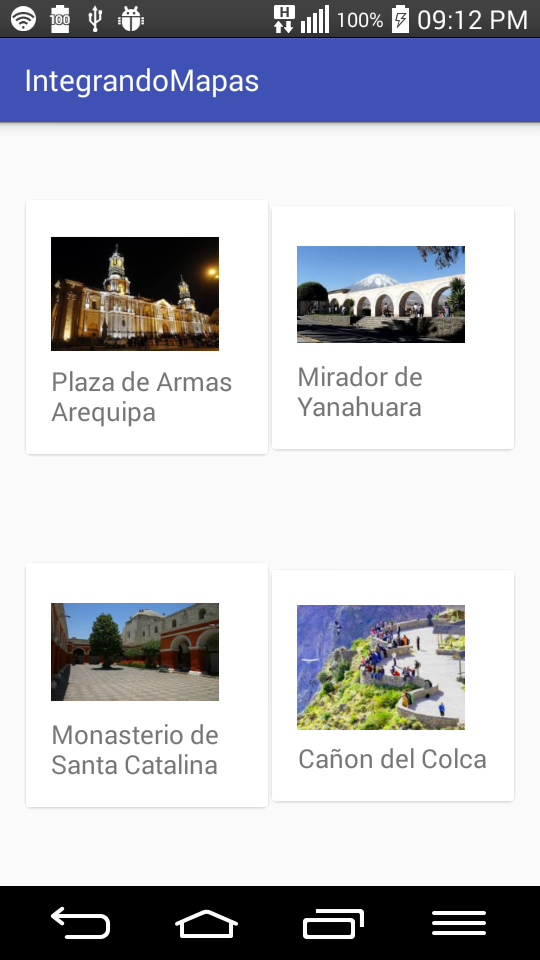 100 H 100% 09:12 PM
IntegrandoMapas
Plaza de Armas
Arequipa
Mirador de
Yanahuara
Monasterio de
Santa Catalina
Cañon del Colca